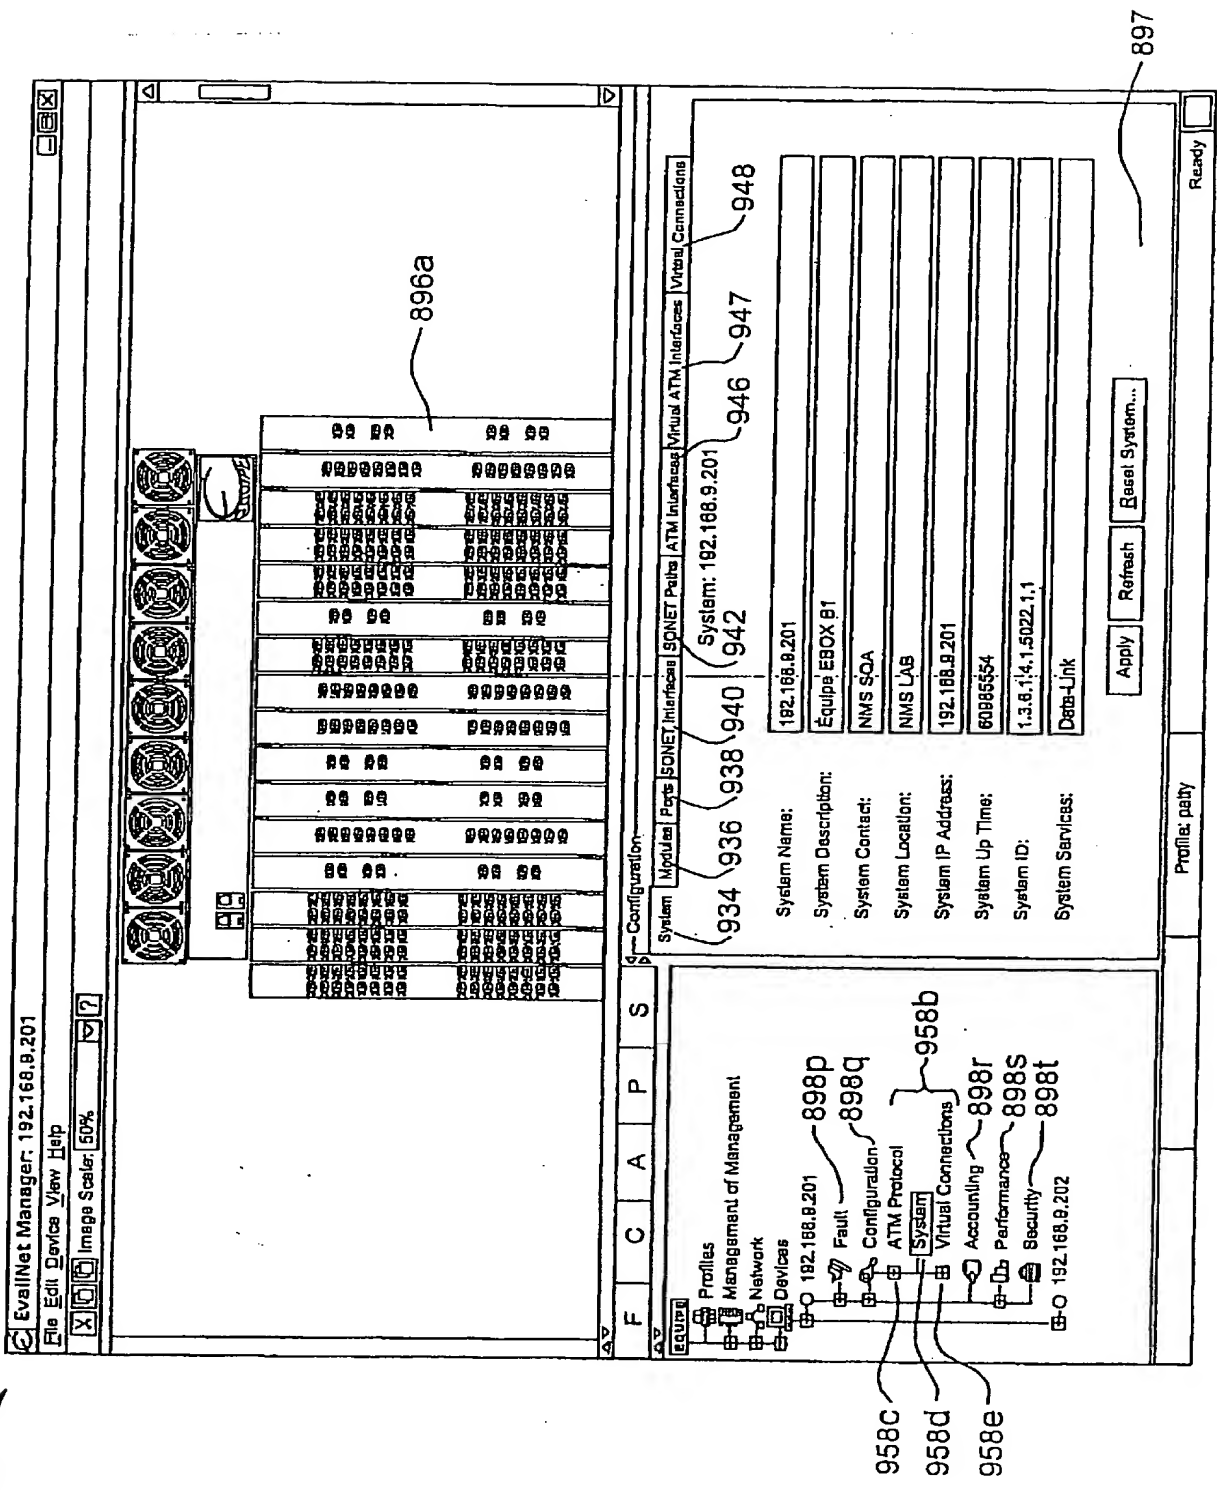 EvailNet Manager: 192.168.9.201
File Edit Device View Help
Image Scale: 50% ?
896a
F C A P S
EQUIPE
Profiles
Management of Management
Network
Devices
192.168.9.201
Fault
898p
Configuration
898q
ATM Protocol
System
Virtual Connections
958b
Accounting
898r
Performance
898s
Security
898t
192.168.9.202
958c
958d
958e
Configuration
System Modules Ports SONET Interfaces SONET Paths ATM Interfaces Virtual ATM Interfaces Virtual Connections
934 936 938 940 942 946 947 948
System: 192.168.9.201
System Name: 192.168.9.201
System Description: Equipe EBOX B1
System Contact: NMS SQA
System Location: NMS LAB
System IP Address: 192.168.9.201
System Up Time: 60985554
System ID: 1.3.6.1.4.1.5022.1.1
System Services: Data-Link
Apply Refresh Reset System...
897
Profile: patty
Ready